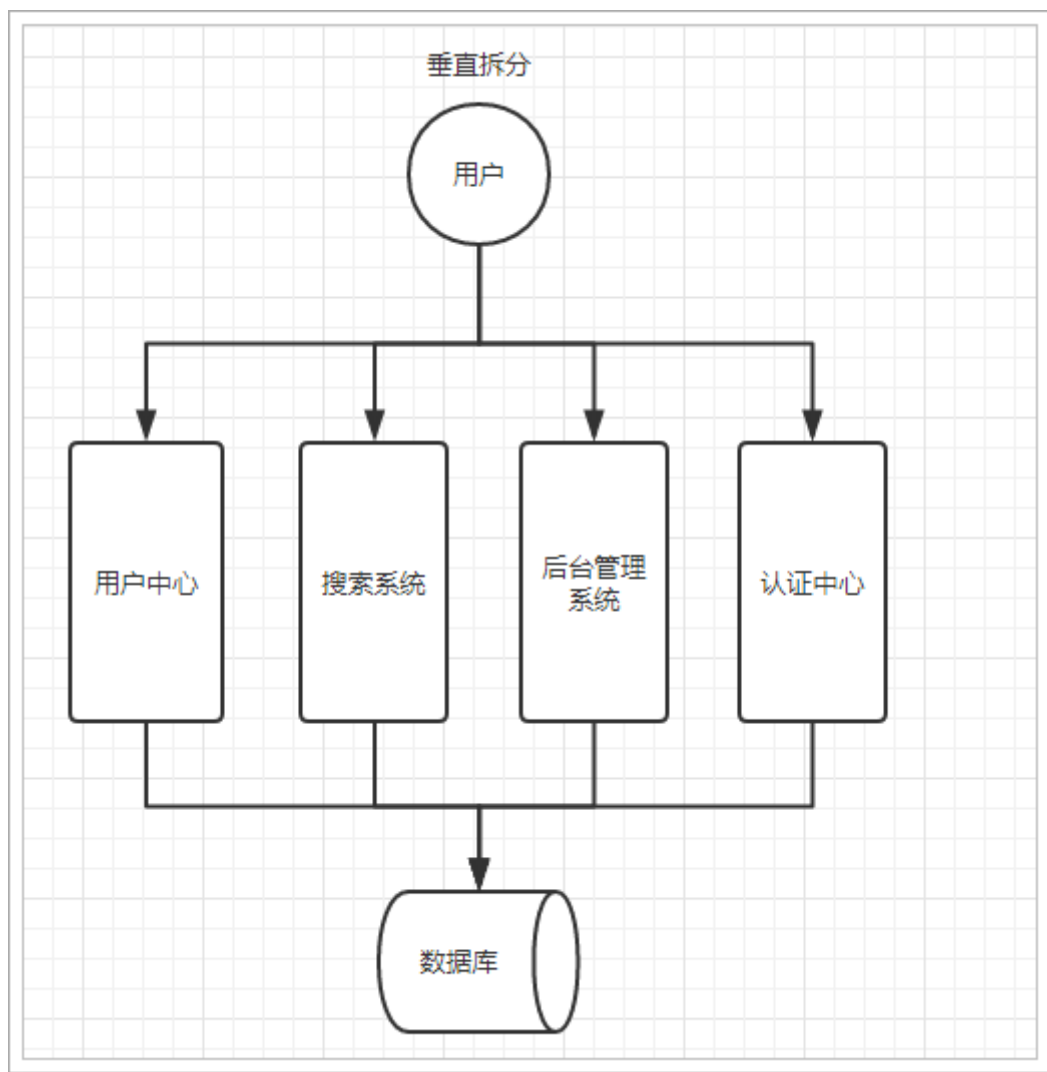 垂直拆分
用户
用户中心
搜索系统
后台管理
系统
认证中心
数据库